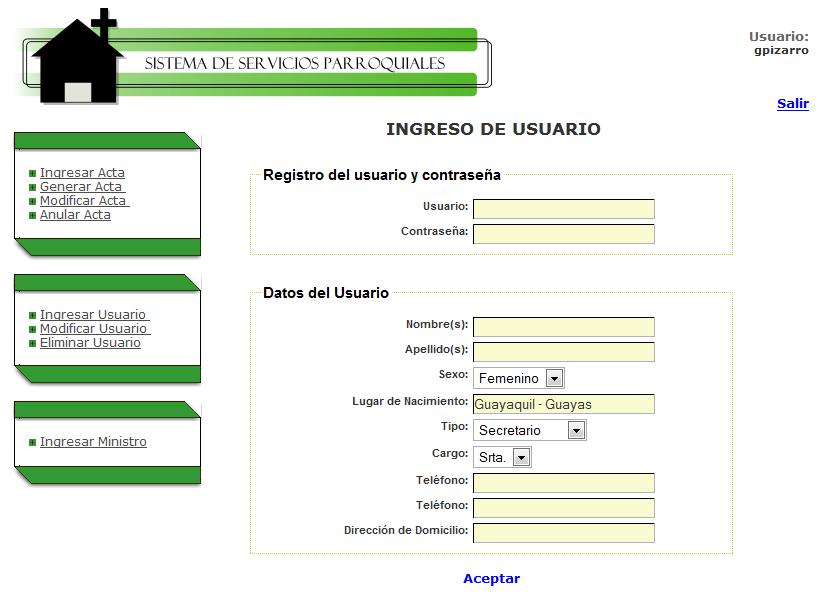 SISTEMA DE SERVICIOS PARROQUIALES
Usuario:
gpizarro
Salir
Ingresar Acta
Generar Acta
Modificar Acta
Anular Acta
Ingresar Usuario
Modificar Usuario
Eliminar Usuario
Ingresar Ministro
INGRESO DE USUARIO
Registro del usuario y contraseña
Usuario:
Contraseña:
Datos del Usuario
Nombre(s):
Apellido(s):
Sexo: Femenino
Lugar de Nacimiento: Guayaquil - Guayas
Tipo: Secretario
Cargo: Srta.
Teléfono:
Teléfono:
Dirección de Domicilio:
Aceptar